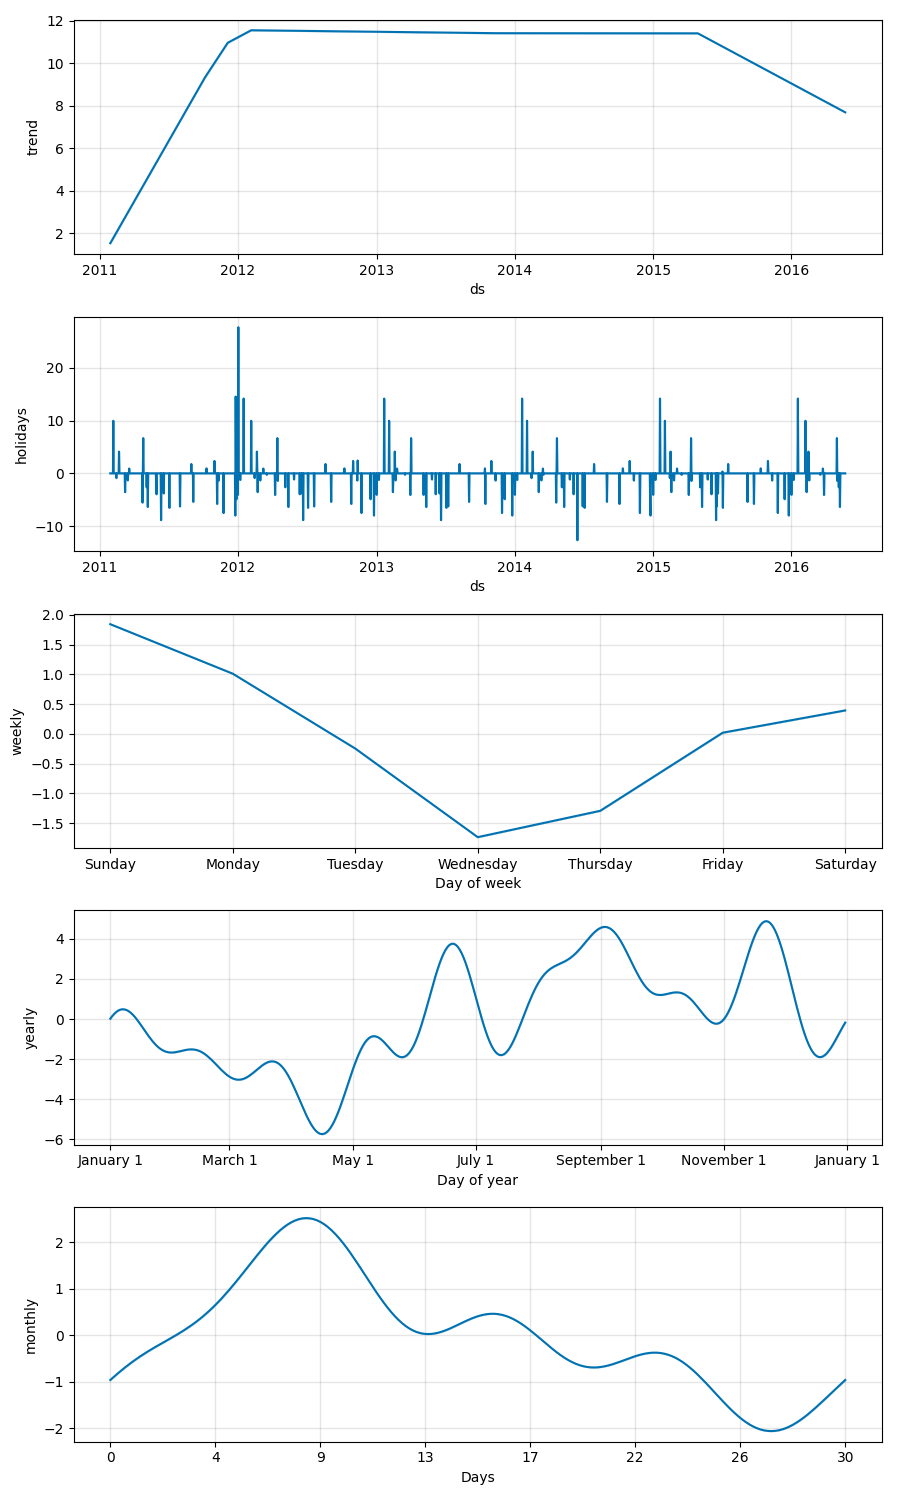 12
10
8
6
4
2
trend
2011 2012 2013 2014 2015 2016
ds
20
10
0
−10
holidays
2011 2012 2013 2014 2015 2016
ds
2.0
1.5
1.0
0.5
0.0
−0.5
−1.0
−1.5
weekly
Sunday Monday Tuesday Wednesday Thursday Friday Saturday
Day of week
4
2
0
−2
−4
−6
yearly
January 1 March 1 May 1 July 1 September 1 November 1 January 1
Day of year
2
1
0
−1
−2
monthly
0 4 9 13 17 22 26 30
Days